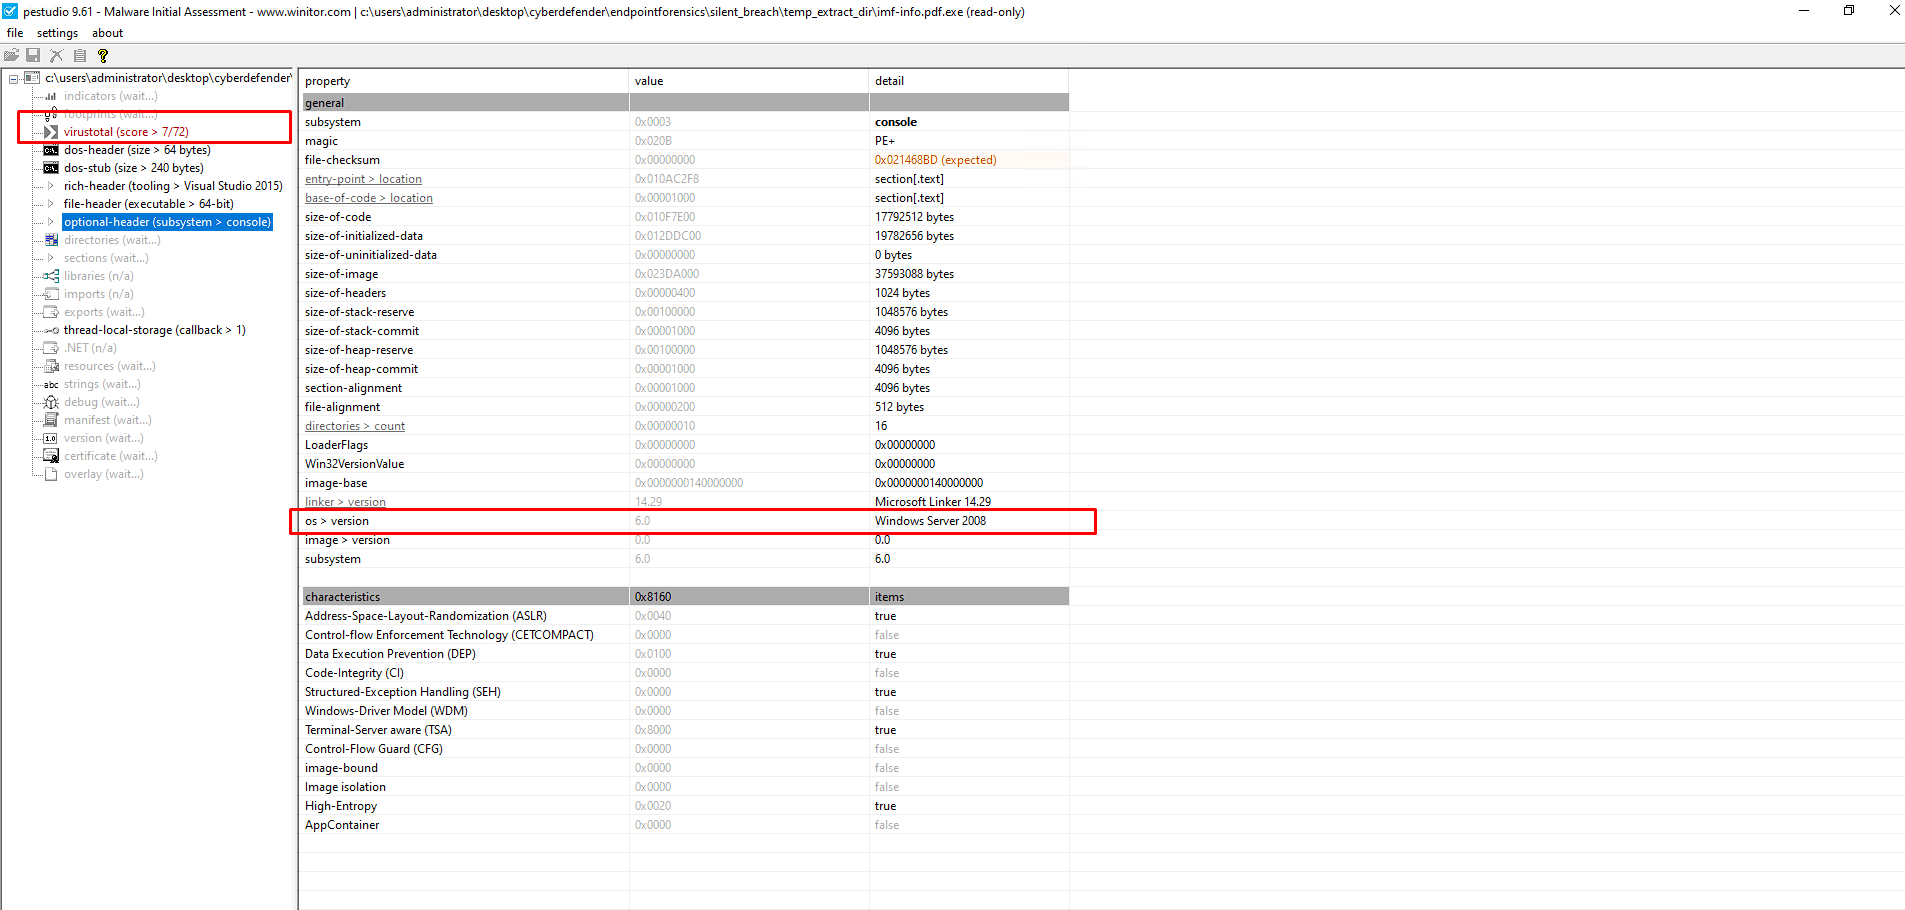 pestudio 9.61 - Malware Initial Assessment - www.winitor.com | c:\users\administrator\desktop\cyberdefender\endpointforensics\silent_breach\temp_extract_dir\imf-info.pdf.exe (read-only)
file settings about
c:\users\administrator\desktop\cyberdefender\
indicators (wait...)
footprints (wait...)
virustotal (score > 7/72)
dos-header (size > 64 bytes)
dos-stub (size > 240 bytes)
rich-header (tooling > Visual Studio 2015)
file-header (executable > 64-bit)
optional-header (subsystem > console)
directories (wait...)
sections (wait...)
libraries (n/a)
imports (n/a)
exports (wait...)
thread-local-storage (callback > 1)
.NET (n/a)
resources (wait...)
abc strings (wait...)
debug (wait...)
manifest (wait...)
1.0 version (wait...)
certificate (wait...)
overlay (wait...)
property value detail
general
subsystem 0x0003 console
magic 0x020B PE+
file-checksum 0x00000000 0x021468BD (expected)
entry-point > location 0x010AC2F8 section[.text]
base-of-code > location 0x00001000 section[.text]
size-of-code 0x010F7E00 17792512 bytes
size-of-initialized-data 0x012DDC00 19782656 bytes
size-of-uninitialized-data 0x00000000 0 bytes
size-of-image 0x023DA000 37593088 bytes
size-of-headers 0x00000400 1024 bytes
size-of-stack-reserve 0x00100000 1048576 bytes
size-of-stack-commit 0x00001000 4096 bytes
size-of-heap-reserve 0x00100000 1048576 bytes
size-of-heap-commit 0x00001000 4096 bytes
section-alignment 0x00001000 4096 bytes
file-alignment 0x00000200 512 bytes
directories > count 0x00000010 16
LoaderFlags 0x00000000 0x00000000
Win32VersionValue 0x00000000 0x00000000
image-base 0x0000000140000000 0x0000000140000000
linker > version 14.29 Microsoft Linker 14.29
os > version 6.0 Windows Server 2008
image > version 0.0 0.0
subsystem 6.0 6.0
characteristics 0x8160 items
Address-Space-Layout-Randomization (ASLR) 0x0040 true
Control-flow Enforcement Technology (CETCOMPACT) 0x0000 false
Data Execution Prevention (DEP) 0x0100 true
Code-Integrity (CI) 0x0000 false
Structured-Exception Handling (SEH) 0x0000 true
Windows-Driver Model (WDM) 0x0000 false
Terminal-Server aware (TSA) 0x8000 true
Control-Flow Guard (CFG) 0x0000 false
image-bound 0x0000 false
Image isolation 0x0000 false
High-Entropy 0x0020 true
AppContainer 0x0000 false